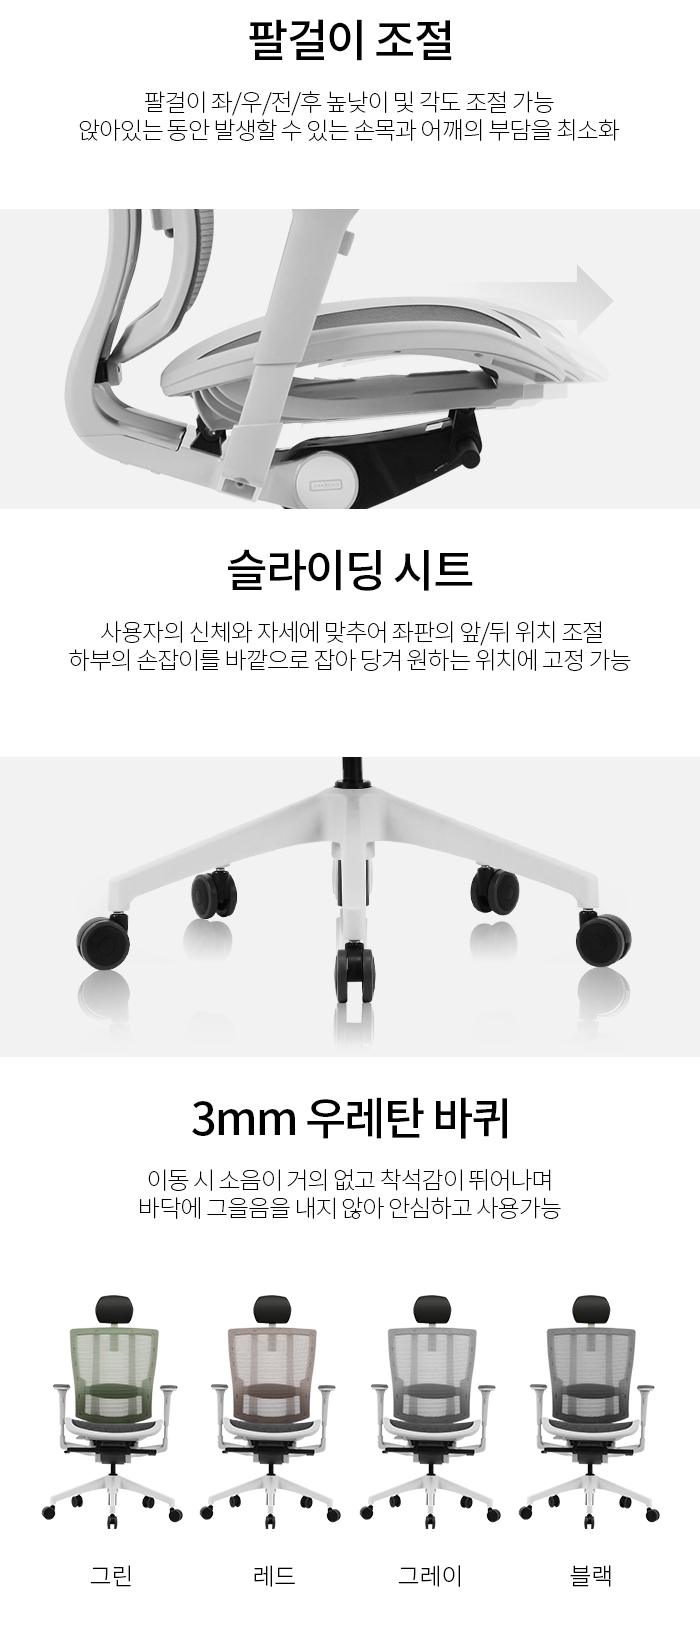 팔걸이 조절
팔걸이 좌/우/전/후 높낮이 및 각도 조절 가능
앉아있는 동안 발생할 수 있는 손목과 어깨의 부담을 최소화
슬라이딩 시트
사용자의 신체와 자세에 맞추어 좌판의 앞/뒤 위치 조절
하부의 손잡이를 바깥으로 잡아 당겨 원하는 위치에 고정 가능
3mm 우레탄 바퀴
이동 시 소음이 거의 없고 착석감이 뛰어나며
바닥에 그을음을 내지 않아 안심하고 사용가능
그린 레드 그레이 블랙